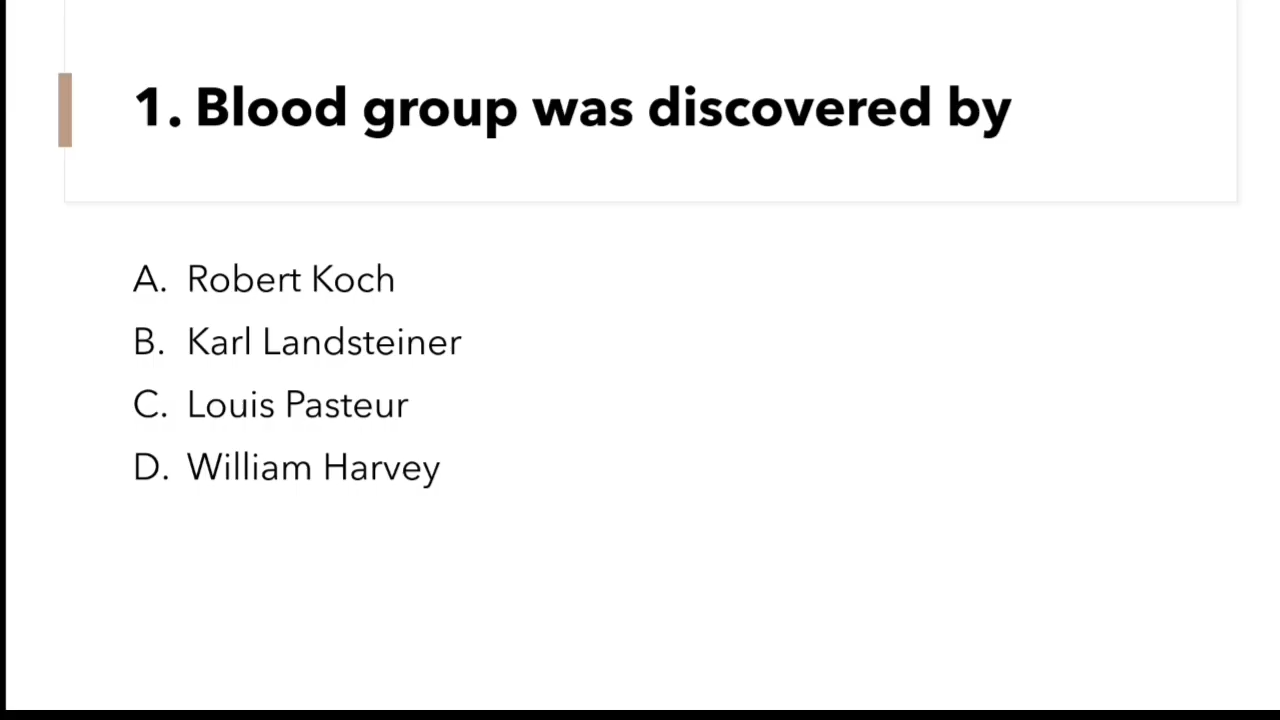 1. Blood group was discovered by
A. Robert Koch
B. Karl Landsteiner
C. Louis Pasteur
D. William Harvey